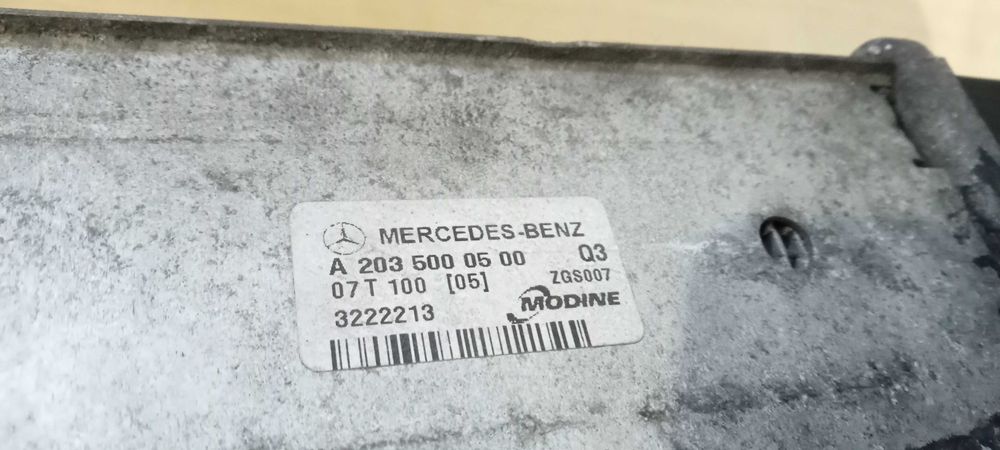 MERCEDES-BENZ
A 203 500 05 00 Q3
07 T 100 [05] ZGS007
3222213 MODINE